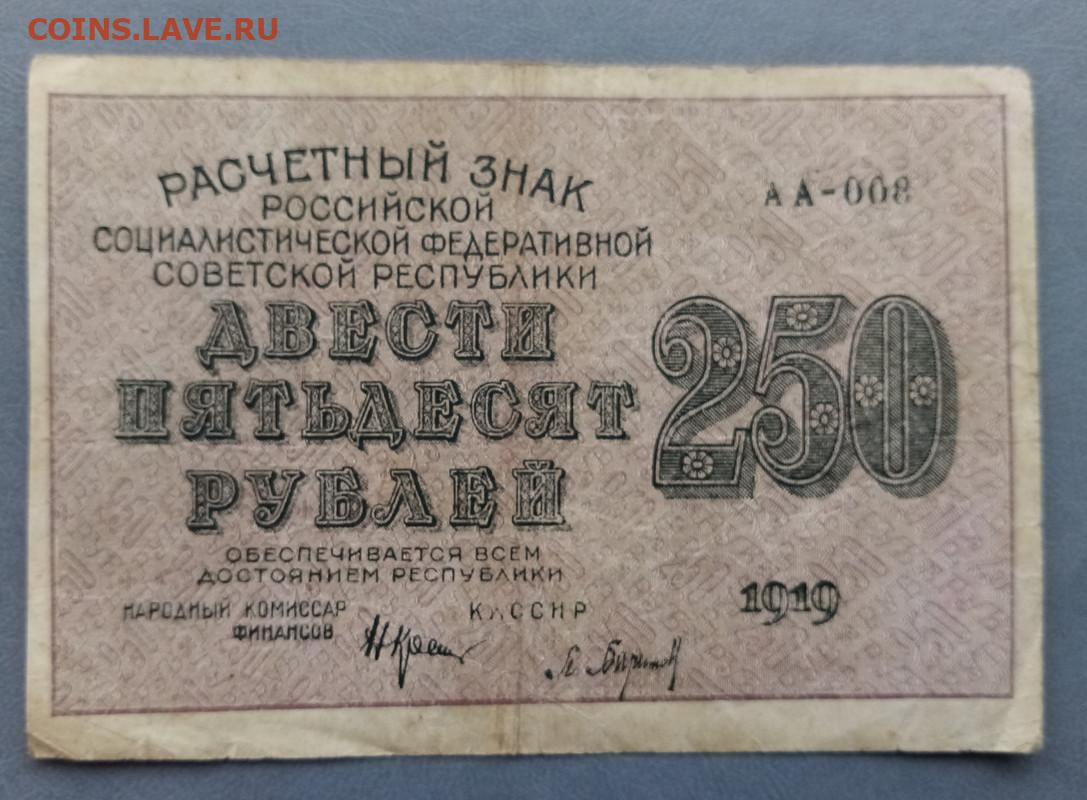 COINS.LAVE.RU
РАСЧЕТНЫЙ ЗНАК
АА-008
РОССИЙСКОЙ
СОЦИАЛИСТИЧЕСКОЙ ФЕДЕРАТИВНОЙ
СОВЕТСКОЙ РЕСПУБЛИКИ
ДВЕСТИ
ПЯТЬДЕСЯТ
РУБЛЕЙ
250
ОБЕСПЕЧИВАЕТСЯ ВСЕМ
ДОСТОЯНИЕМ РЕСПУБЛИКИ
НАРОДНЫЙ КОМИССАР
ФИНАНСОВ
КАССИР
1919